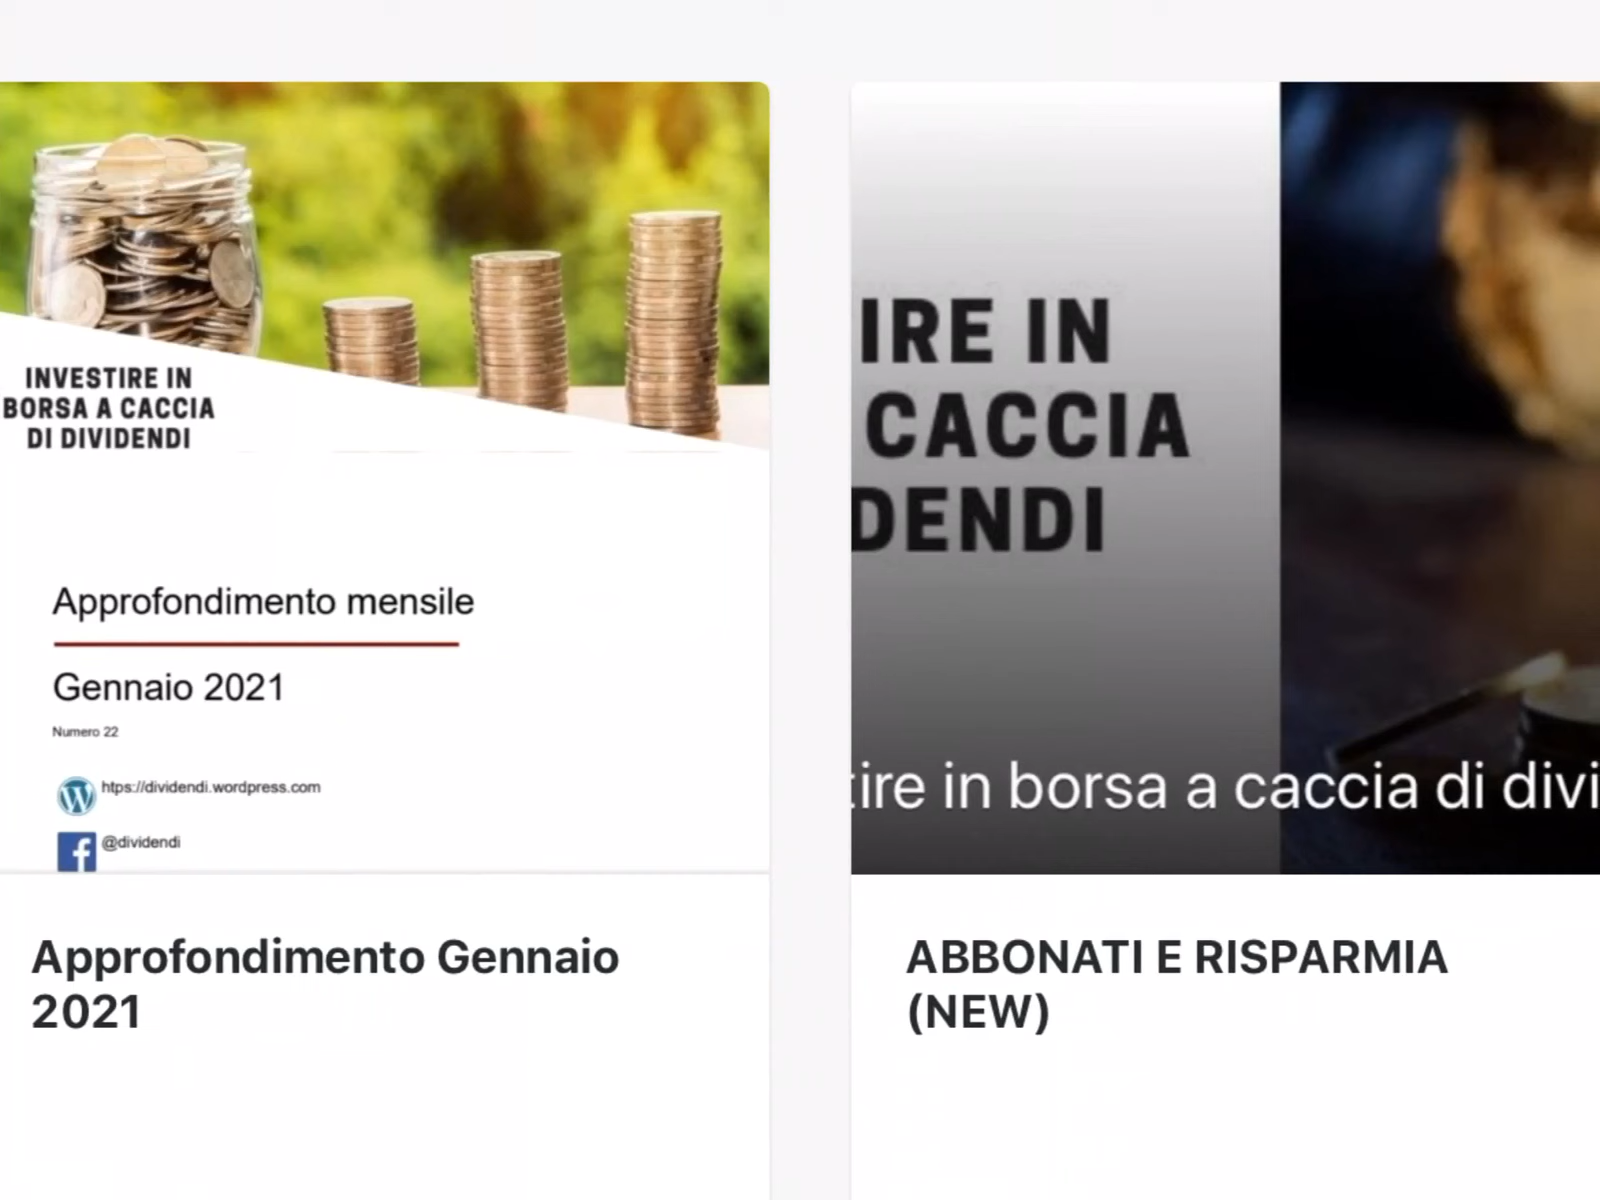 INVESTIRE IN
BORSA A CACCIA
DI DIVIDENDI
Approfondimento mensile
Gennaio 2021
Numero 22
htps://dividendi.wordpress.com
@dividendi
Approfondimento Gennaio
2021
IRE IN
CACCIA
DENDI
tire in borsa a caccia di divi
ABBONATI E RISPARMIA
(NEW)